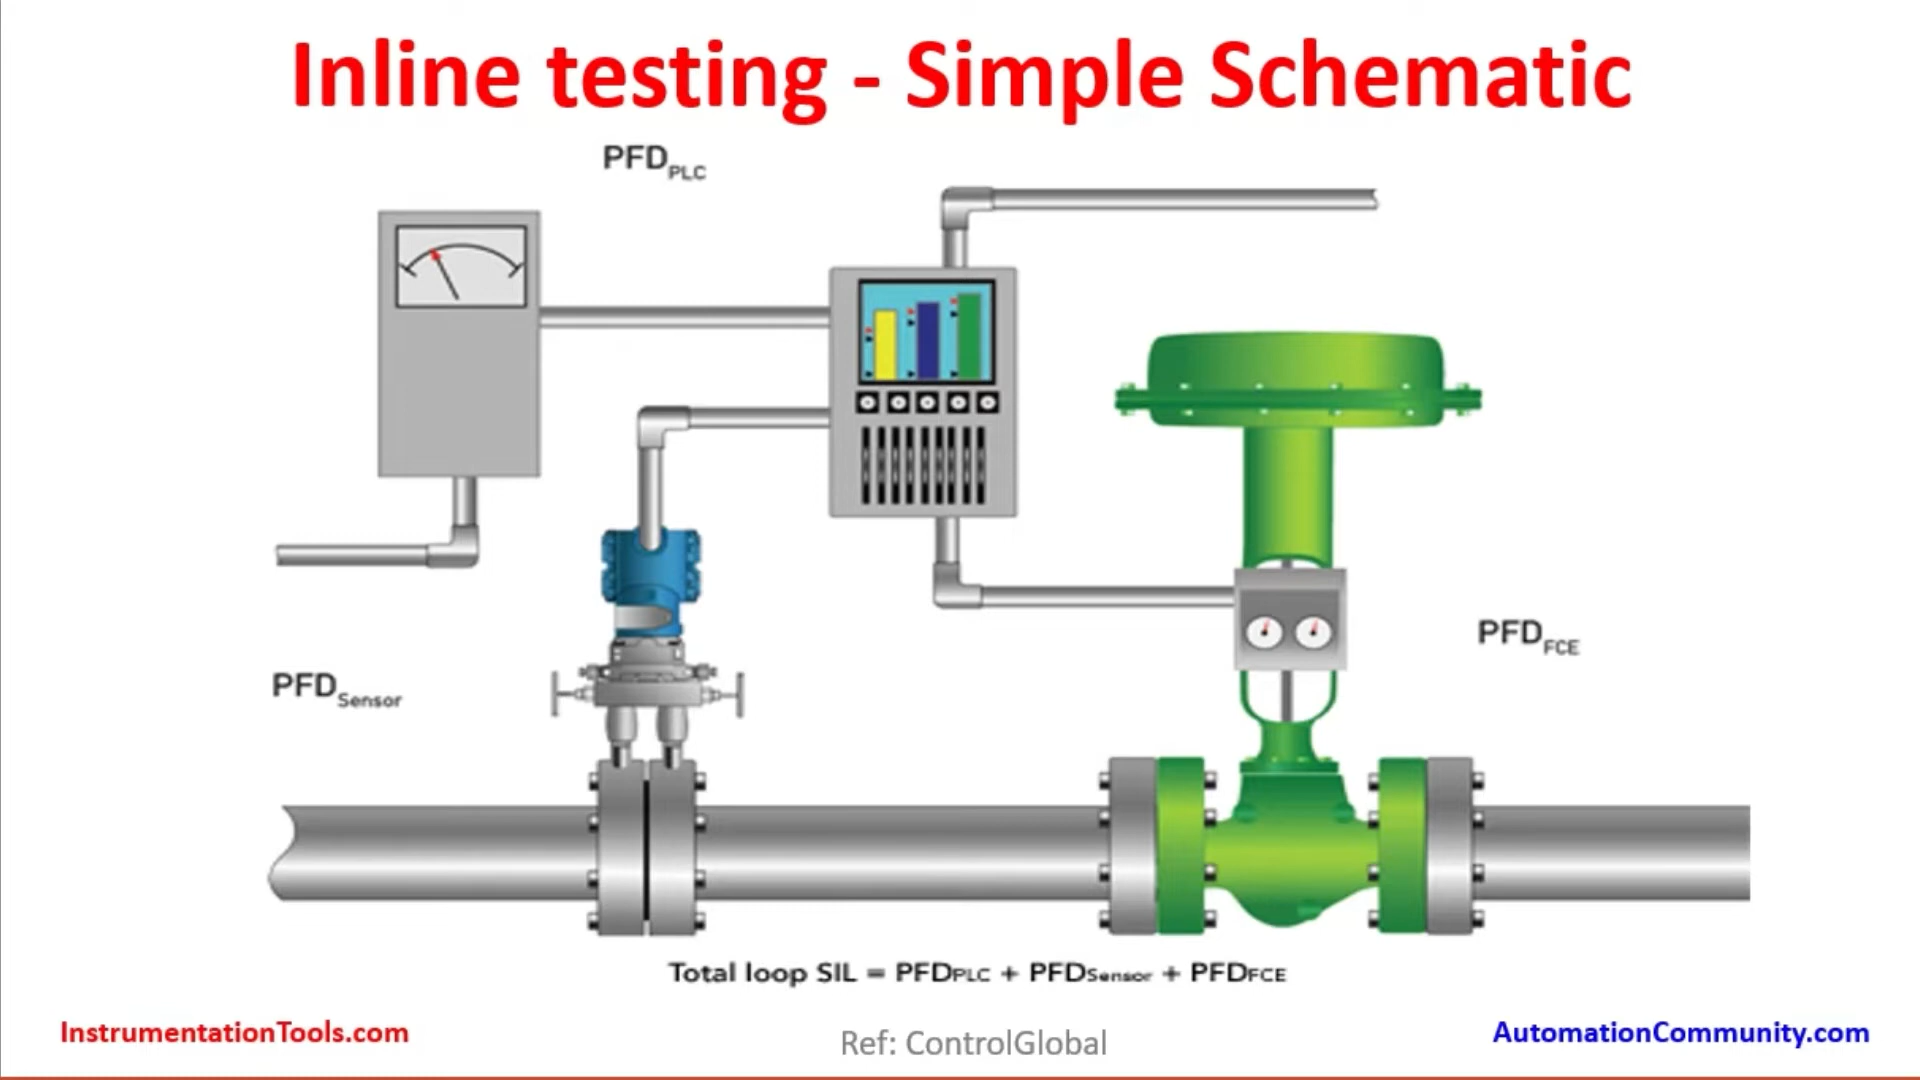 Inline testing - Simple Schematic
PFDPLC
PFDSensor
PFDFCE
Total loop SIL = PFDPLC + PFDSensor + PFDFCE
InstrumentationTools.com
Ref: ControlGlobal
AutomationCommunity.com